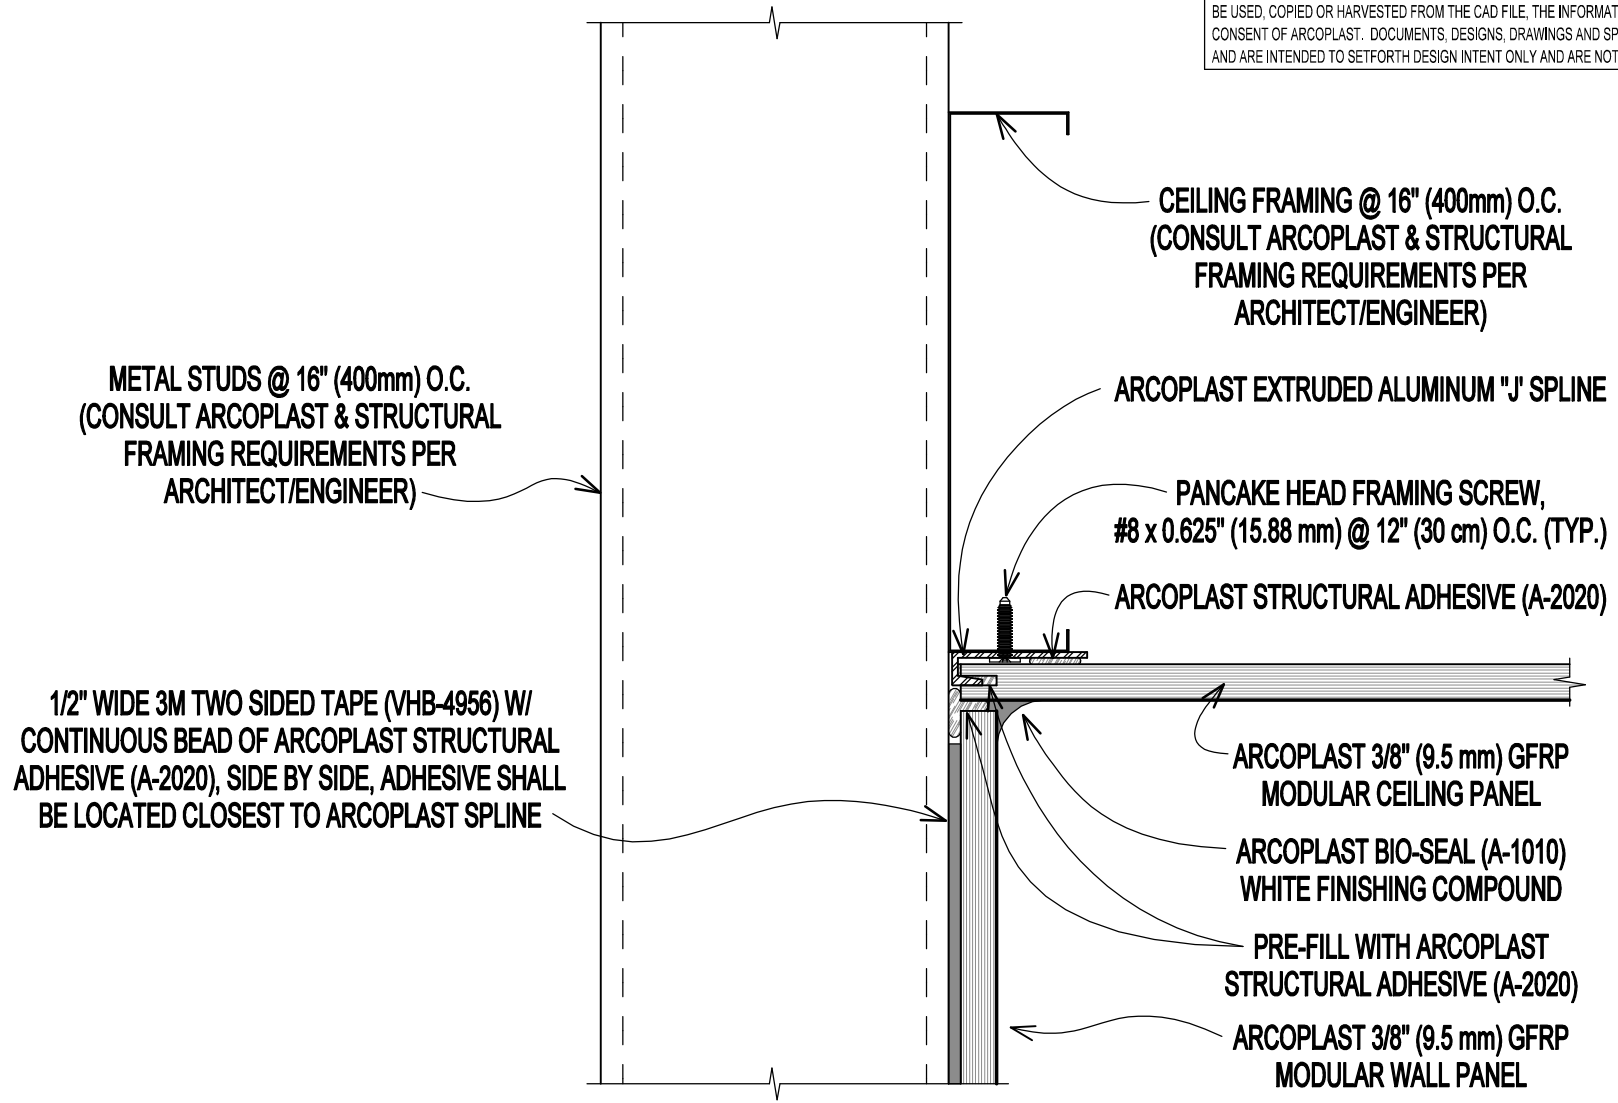 BE USED, COPIED OR HARVESTED FROM THE CAD FILE, THE INFORMAT
CONSENT OF ARCOPLAST. DOCUMENTS, DESIGNS, DRAWINGS AND SP
AND ARE INTENDED TO SETFORTH DESIGN INTENT ONLY AND ARE NOT
CEILING FRAMING @ 16" (400mm) O.C.
(CONSULT ARCOPLAST & STRUCTURAL
FRAMING REQUIREMENTS PER
ARCHITECT/ENGINEER)
METAL STUDS @ 16" (400mm) O.C.
(CONSULT ARCOPLAST & STRUCTURAL
FRAMING REQUIREMENTS PER
ARCHITECT/ENGINEER)
ARCOPLAST EXTRUDED ALUMINUM "J' SPLINE
PANCAKE HEAD FRAMING SCREW,
#8 x 0.625" (15.88 mm) @ 12" (30 cm) O.C. (TYP.)
ARCOPLAST STRUCTURAL ADHESIVE (A-2020)
1/2" WIDE 3M TWO SIDED TAPE (VHB-4956) W/
CONTINUOUS BEAD OF ARCOPLAST STRUCTURAL
ADHESIVE (A-2020), SIDE BY SIDE, ADHESIVE SHALL
BE LOCATED CLOSEST TO ARCOPLAST SPLINE
ARCOPLAST 3/8" (9.5 mm) GFRP
MODULAR CEILING PANEL
ARCOPLAST BIO-SEAL (A-1010)
WHITE FINISHING COMPOUND
PRE-FILL WITH ARCOPLAST
STRUCTURAL ADHESIVE (A-2020)
ARCOPLAST 3/8" (9.5 mm) GFRP
MODULAR WALL PANEL